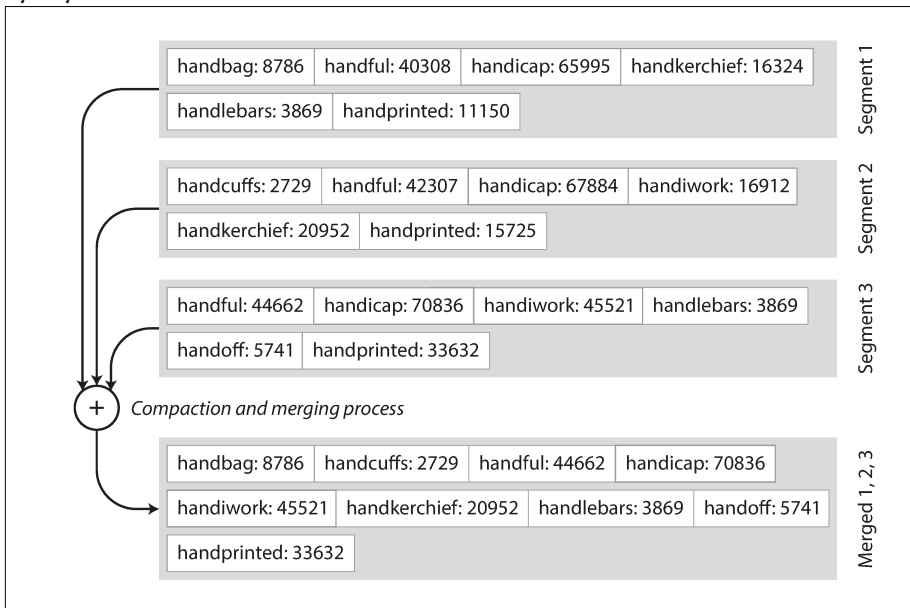 handbag: 8786 handful: 40308 handicap: 65995 handkerchief: 16324
handlebars: 3869 handprinted: 11150
Segment 1
handcuffs: 2729 handful: 42307 handicap: 67884 handiwork: 16912
handkerchief: 20952 handprinted: 15725
Segment 2
handful: 44662 handicap: 70836 handiwork: 45521 handlebars: 3869
handoff: 5741 handprinted: 33632
Segment 3
+ Compaction and merging process
handbag: 8786 handcuffs: 2729 handful: 44662 handicap: 70836
handiwork: 45521 handkerchief: 20952 handlebars: 3869 handoff: 5741
handprinted: 33632
Merged 1, 2, 3